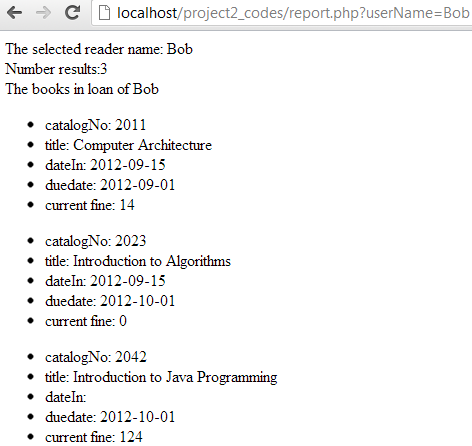 localhost/project2_codes/report.php?userName=Bob
The selected reader name: Bob
Number results:3
The books in loan of Bob
catalogNo: 2011
title: Computer Architecture
dateIn: 2012-09-15
duedate: 2012-09-01
current fine: 14
catalogNo: 2023
title: Introduction to Algorithms
dateIn: 2012-09-15
duedate: 2012-10-01
current fine: 0
catalogNo: 2042
title: Introduction to Java Programming
dateIn:
duedate: 2012-10-01
current fine: 124